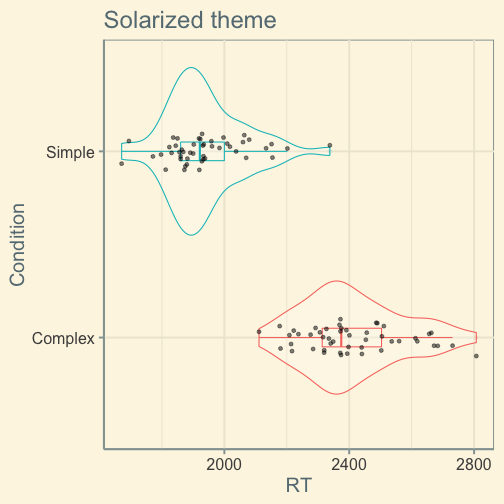 Solarized theme
Condition
Simple
Complex
2000
2400
2800
RT